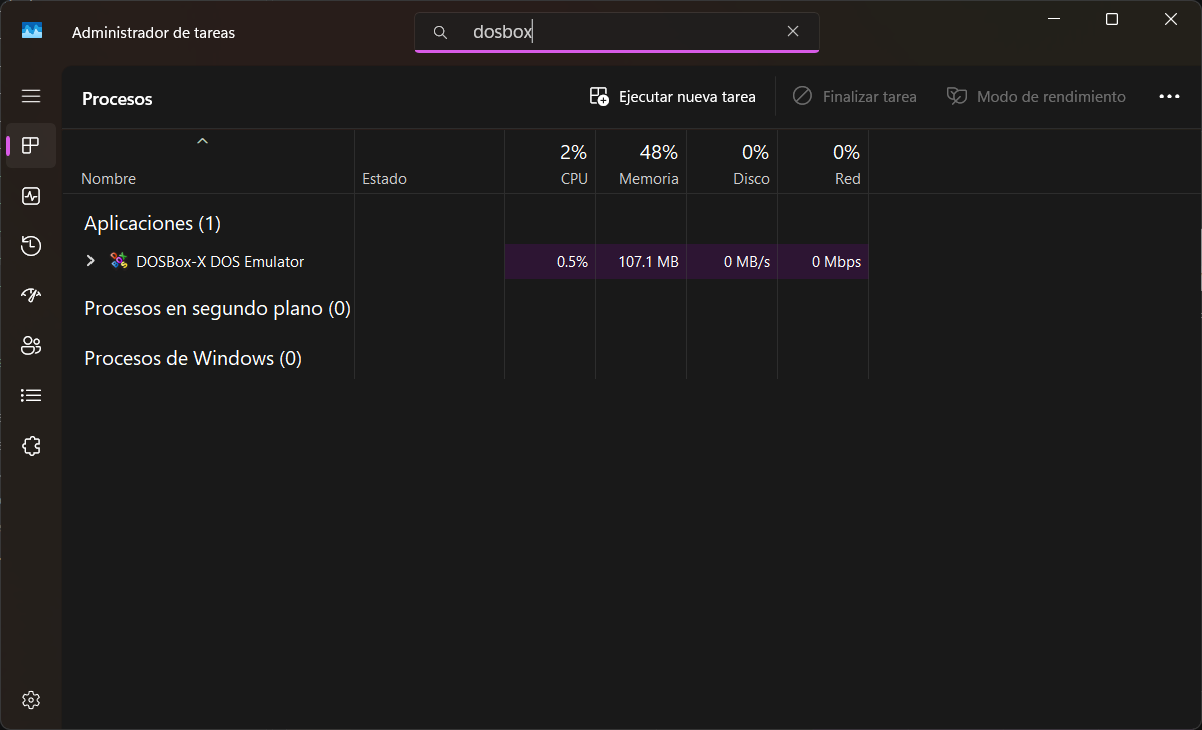 Administrador de tareas
dosbox
Procesos
Ejecutar nueva tarea
Finalizar tarea
Modo de rendimiento
2% 48% 0% 0%
Nombre Estado CPU Memoria Disco Red
Aplicaciones (1)
DOSBox-X DOS Emulator 0.5% 107.1 MB 0 MB/s 0 Mbps
Procesos en segundo plano (0)
Procesos de Windows (0)